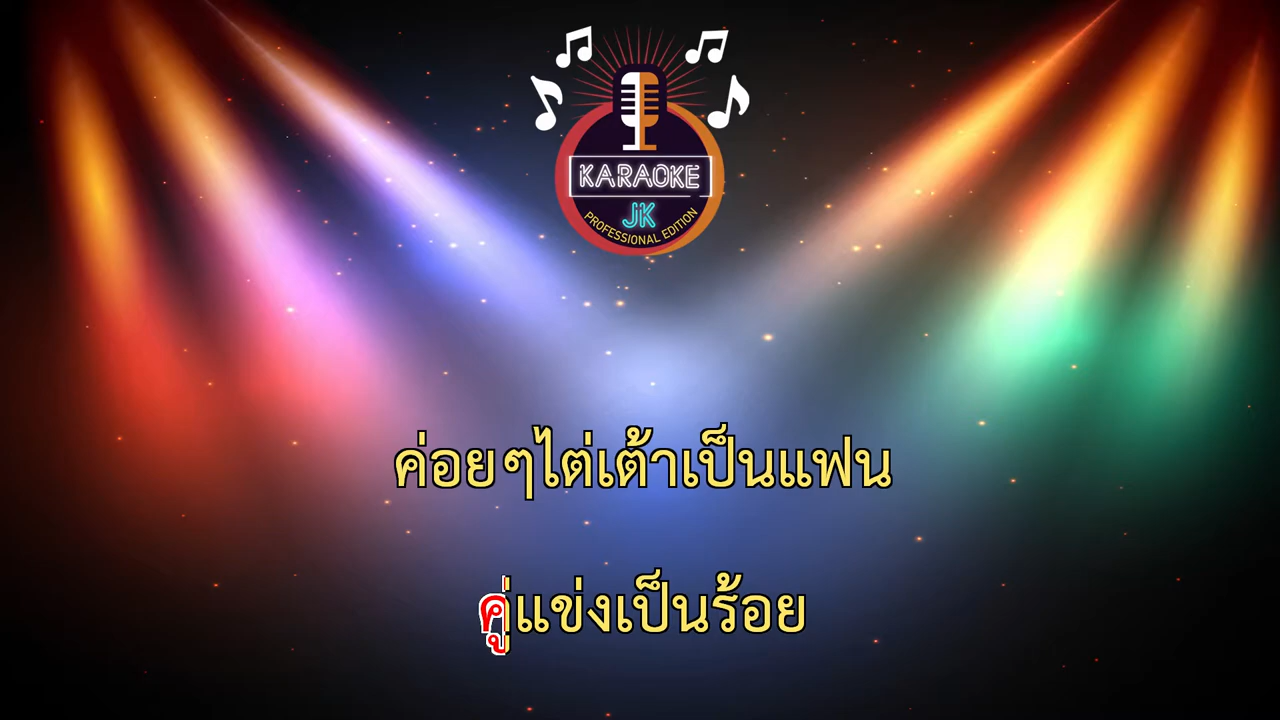 KARAOKE
JK
PROFESSIONAL EDITION
ค่อยๆไต่เต้าเป็นแฟน
คู่แข่งเป็นร้อย